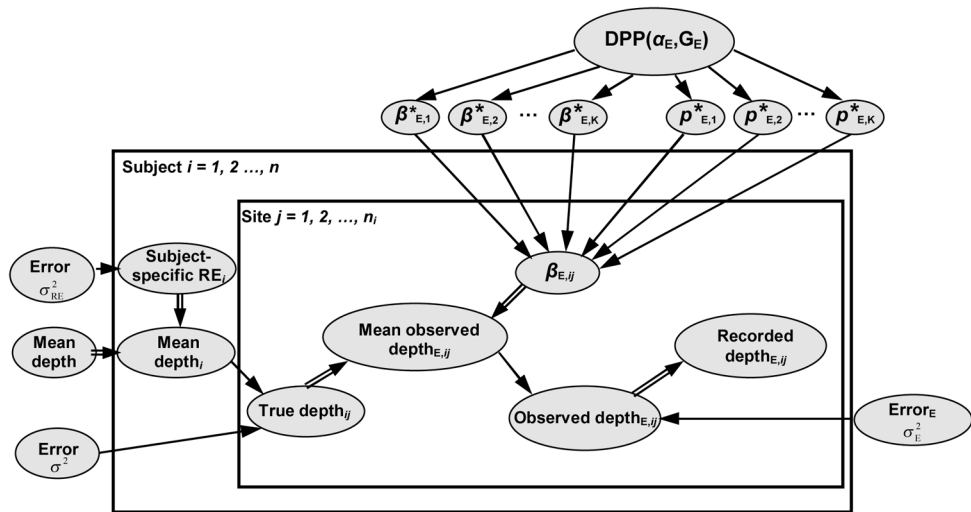 DPP(αE,GE)
β*E,1 β*E,2 ... β*E,K p*E,1 p*E,2 ... p*E,K
Subject i = 1, 2 ..., n
Site j = 1, 2, ..., ni
Error
σ²RE
Subject-
specific REi
βE,ij
Mean
depth
Mean
depthi
Mean observed
depthE,ij
Recorded
depthE,ij
True depthij
Observed depthE,ij
ErrorE
σ²E
Error
σ²